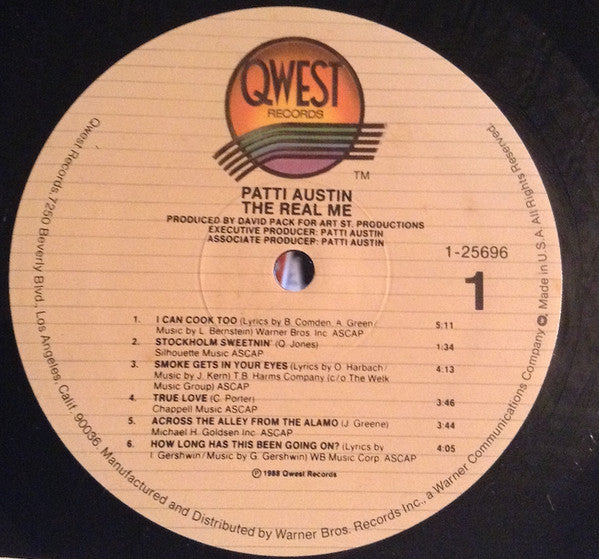 QWEST
RECORDS
TM
PATTI AUSTIN
THE REAL ME
PRODUCED BY DAVID PACK FOR ART ST. PRODUCTIONS
EXECUTIVE PRODUCER: PATTI AUSTIN
ASSOCIATE PRODUCER: PATTI AUSTIN
1-25696
1
1. I CAN COOK TOO (Lyrics by B. Comden, A. Green/ 5:11
Music by L. Bernstein) Warner Bros. Inc. ASCAP
2. STOCKHOLM SWEETNIN' (Q. Jones) 1:34
Silhouette Music ASCAP
3. SMOKE GETS IN YOUR EYES (Lyrics by O. Harbach/ 4:13
Music by J. Kern) T.B. Harms Company (c/o The Welk
Music Group) ASCAP
4. TRUE LOVE (C. Porter) 3:46
Chappell Music ASCAP
5. ACROSS THE ALLEY FROM THE ALAMO (J. Greene) 3:44
Michael H. Goldsen Inc. ASCAP
6. HOW LONG HAS THIS BEEN GOING ON? (Lyrics by 4:05
I. Gershwin/Music by G. Gershwin) WB Music Corp. ASCAP
℗ 1988 Qwest Records
Qwest Records, 7250 Beverly Blvd., Los Angeles, Calif. 90036, Manufactured and Distributed by Warner Bros. Records Inc., a Warner Communications Company Made in U.S.A. All Rights Reserved.